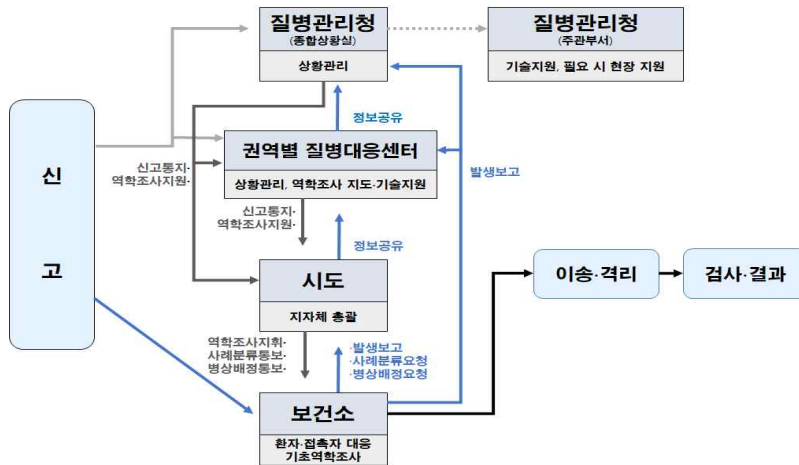 질병관리청
(종합상황실)
상황관리
질병관리청
(주관부서)
기술지원, 필요 시 현장 지원
정보공유
신
고
권역별 질병대응센터
상황관리, 역학조사 지도·기술지원
신고통지·
역학조사지원·
발생보고
신고통지·
역학조사지원·
정보공유
시도
지자체 총괄
이송·격리
검사·결과
역학조사지휘·
사례분류통보·
병상배정통보·
·발생보고
·사례분류요청
·병상배정요청
보건소
환자·접촉자 대응
기초역학조사